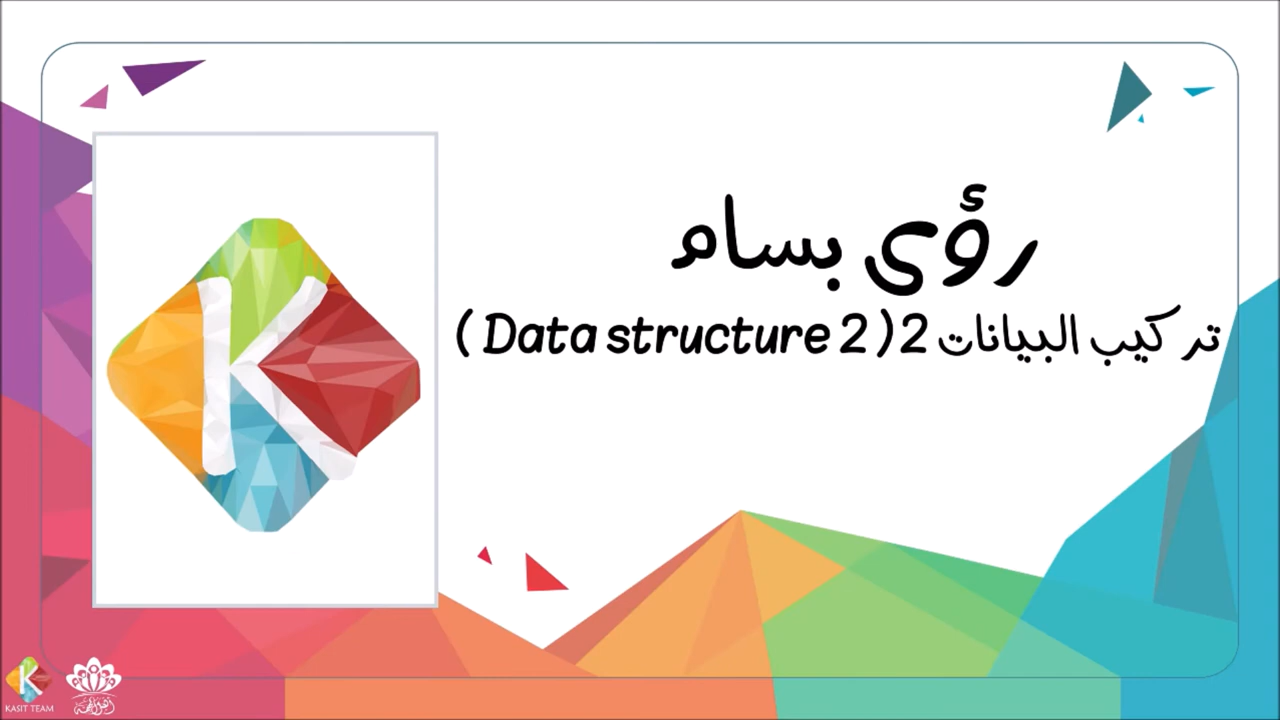 رؤى بسام
تركيب البيانات 2( Data structure 2 )
K
KASIT TEAM